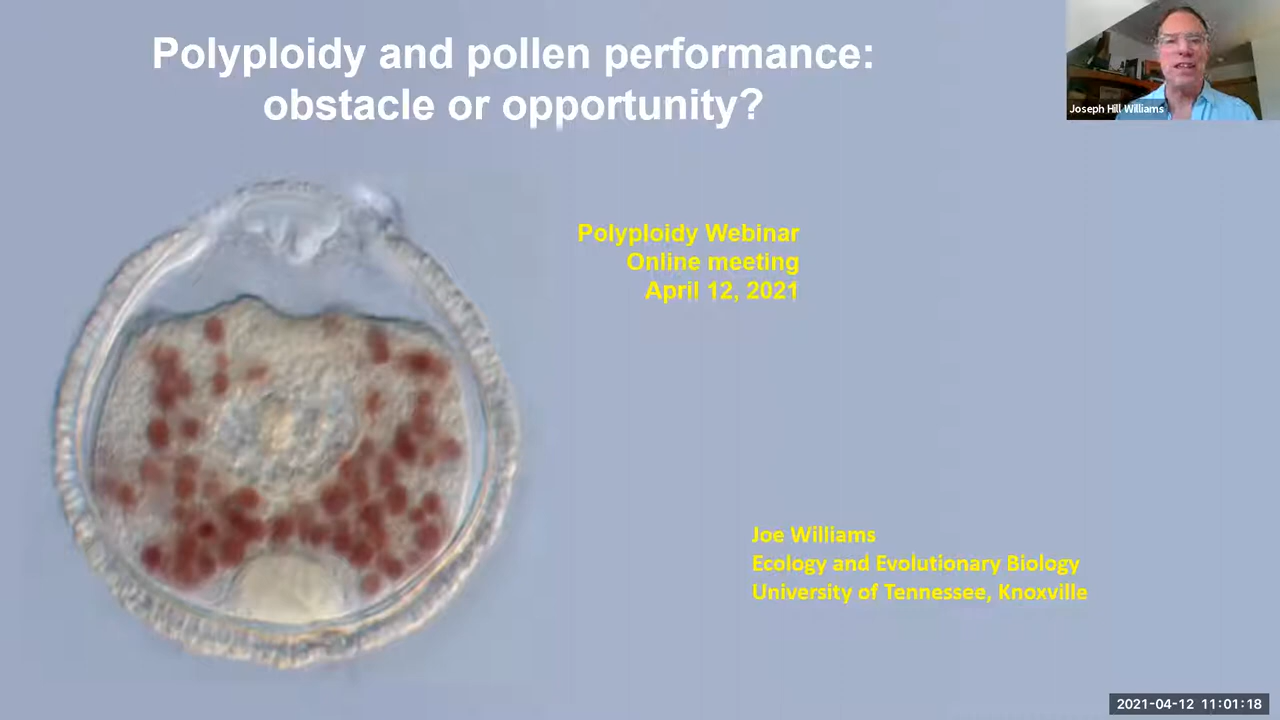 Polyploidy and pollen performance:
obstacle or opportunity?
Joseph Hill Williams
Polyploidy Webinar
Online meeting
April 12, 2021
Joe Williams
Ecology and Evolutionary Biology
University of Tennessee, Knoxville
2021-04-12 11:01:18